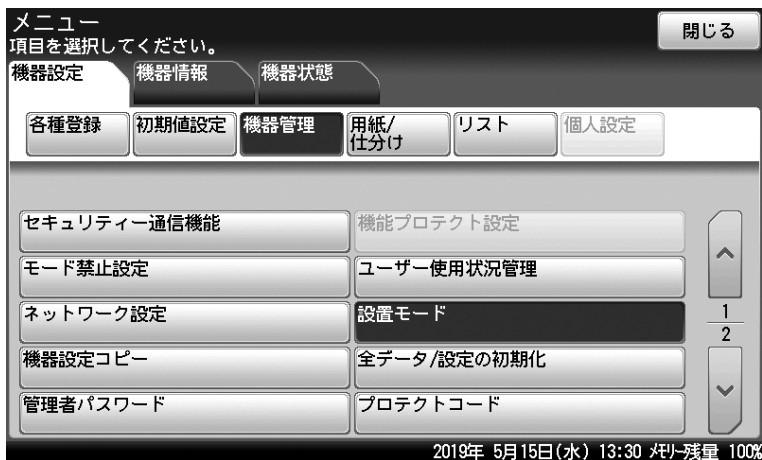 メニュー
閉じる
項目を選択してください。
機器設定 機器情報 機器状態
各種登録 初期値設定 機器管理 用紙/ リスト 個人設定
仕分け
セキュリティー通信機能 機能プロテクト設定
モード禁止設定 ユーザー使用状況管理
ネットワーク設定 設置モード 1
2
機器設定コピー 全データ/設定の初期化
管理者パスワード プロテクトコード
2019年 5月15日(水) 13:30 ﾒﾓﾘｰ残量 100%